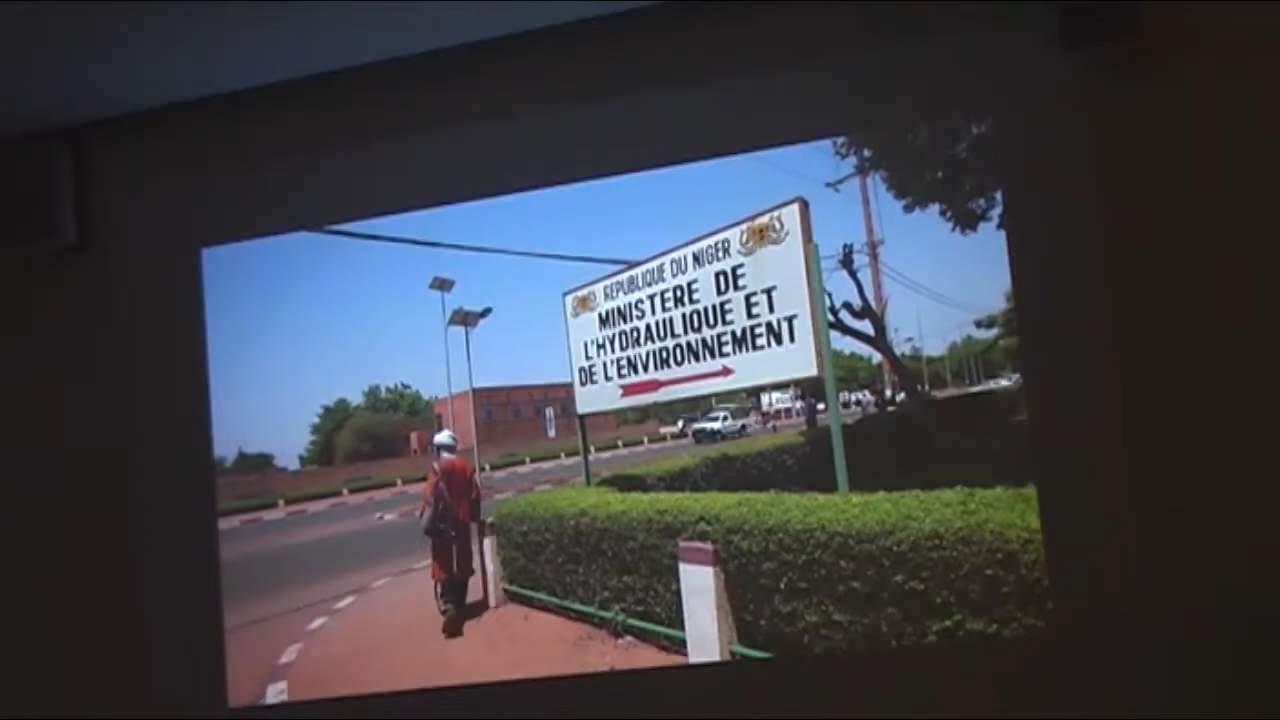 REPUBLIQUE DU NIGER
MINISTERE DE
L'HYDRAULIQUE ET
DE L'ENVIRONNEMENT